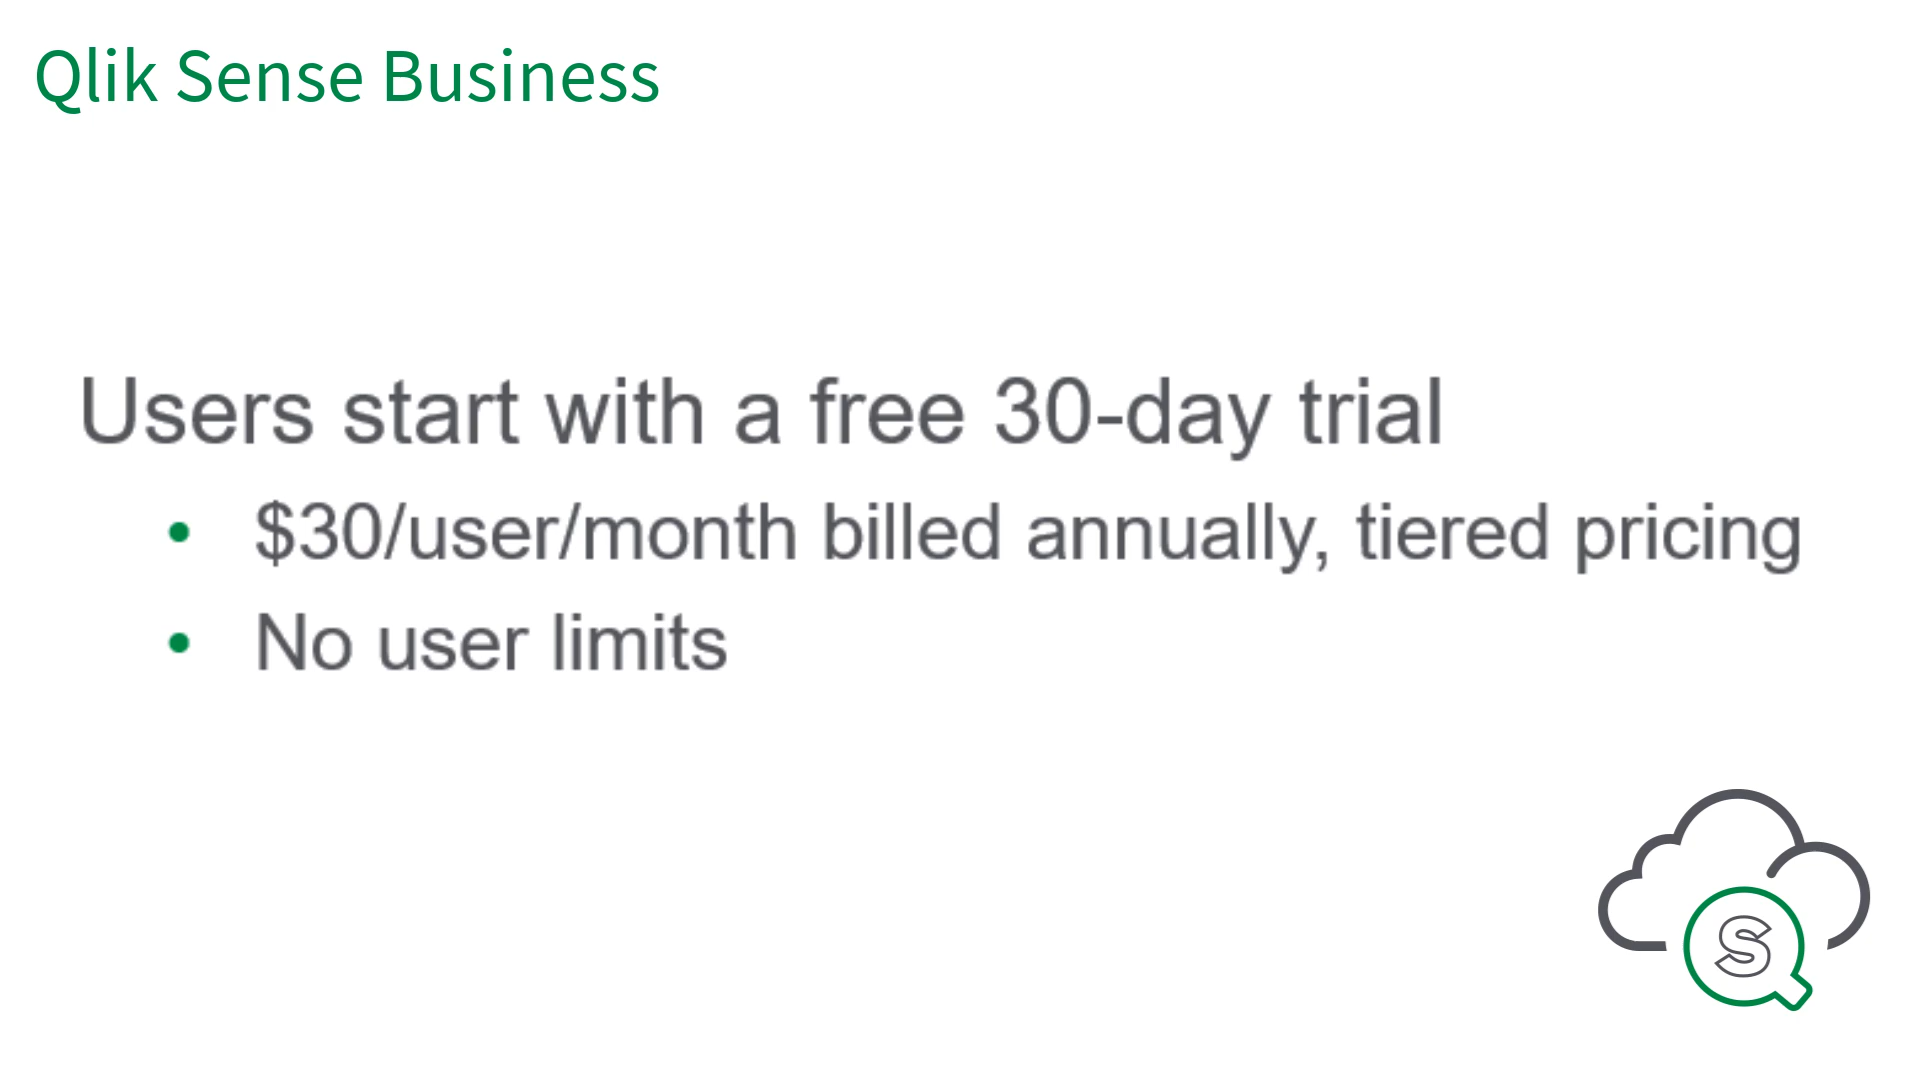 Qlik Sense Business
Users start with a free 30-day trial
• $30/user/month billed annually, tiered pricing
• No user limits
S